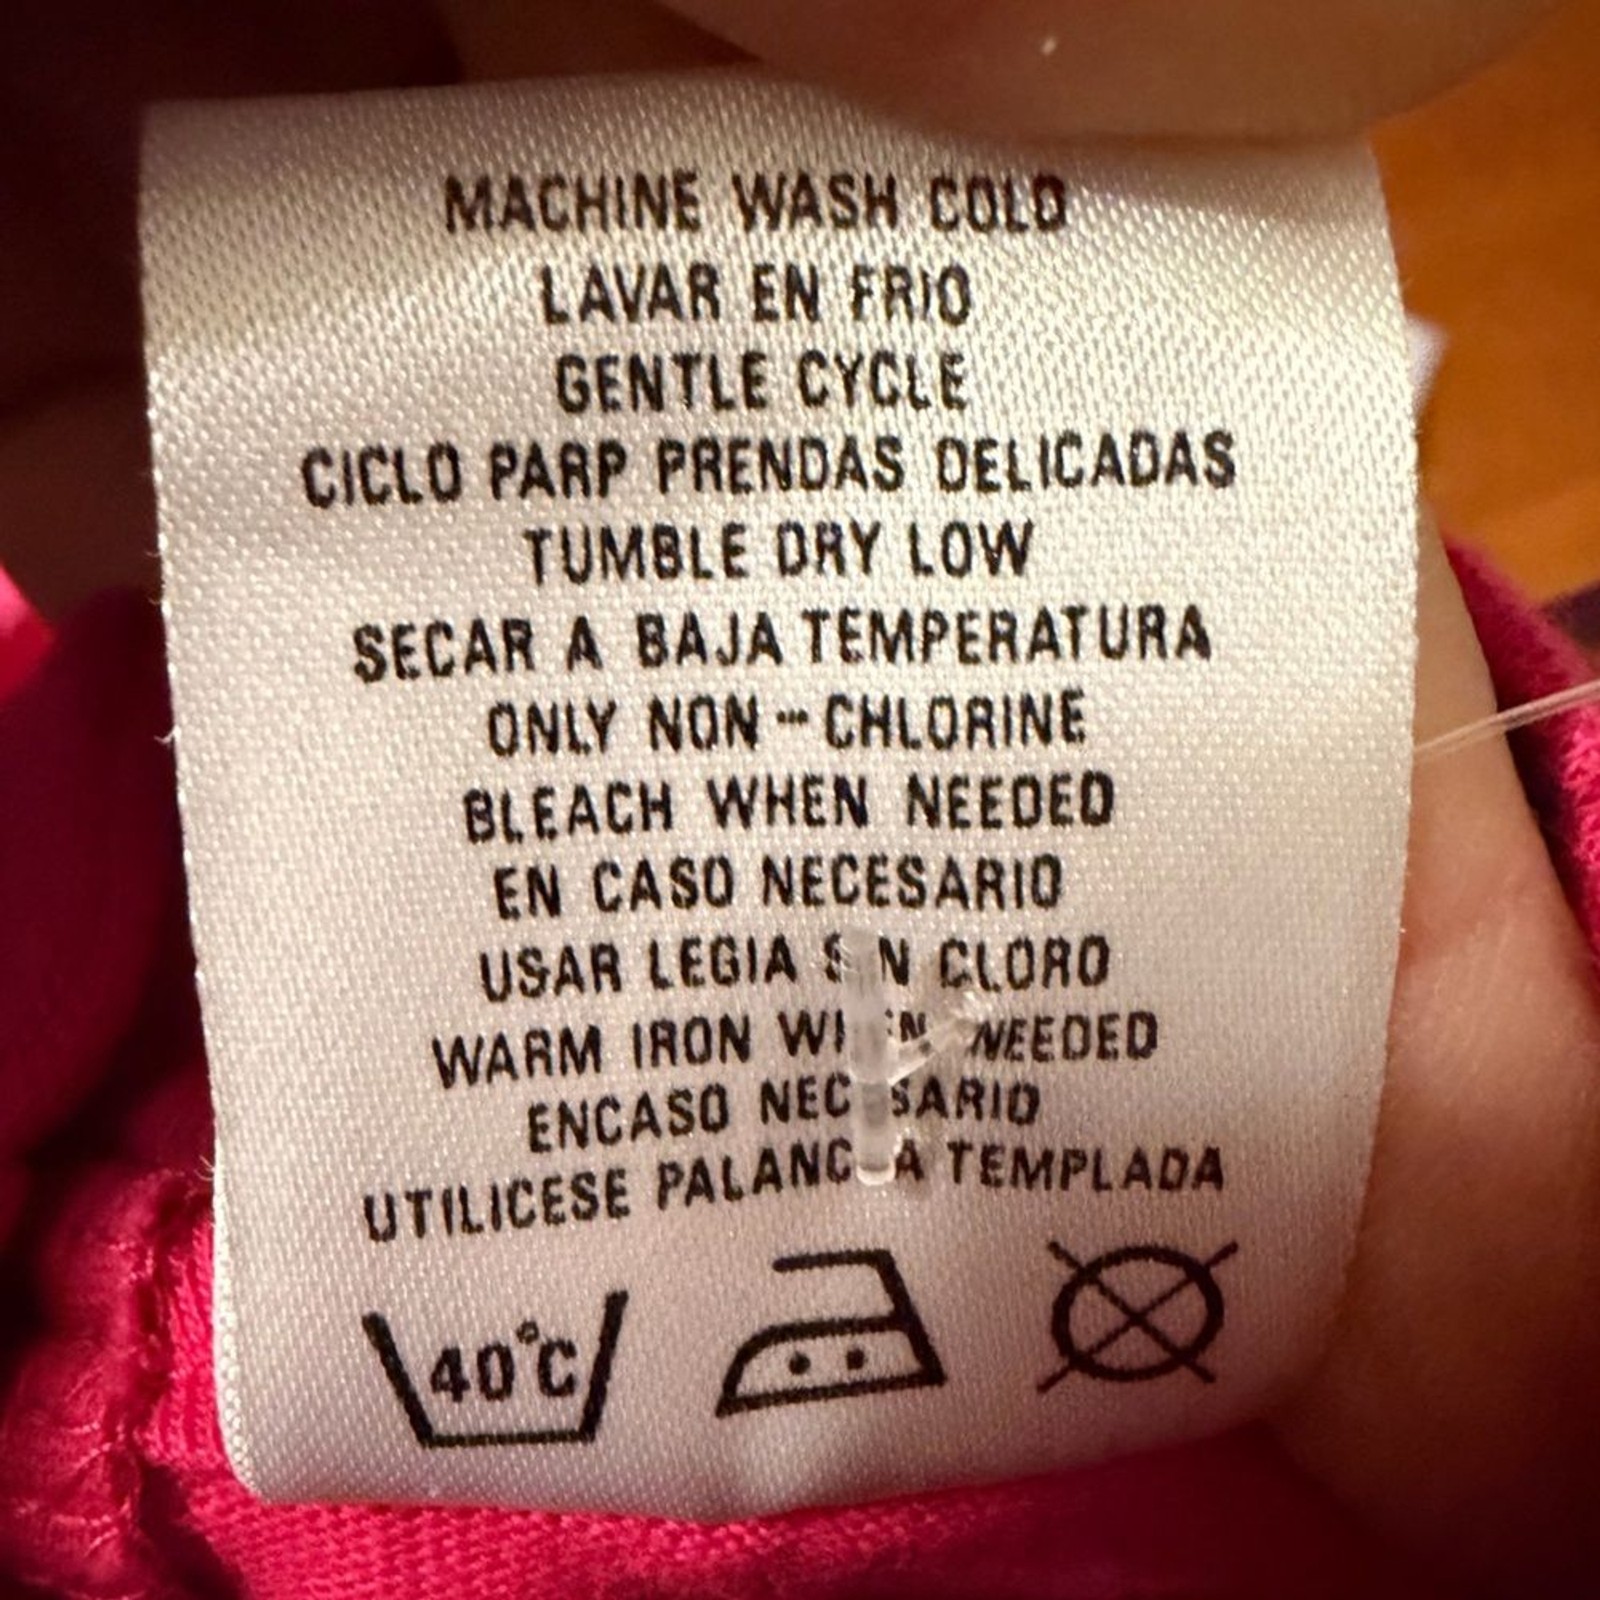 MACHINE WASH COLD
LAVAR EN FRIO
GENTLE CYCLE
CICLO PARP PRENDAS DELICADAS
TUMBLE DRY LOW
SECAR A BAJA TEMPERATURA
ONLY NON--CHLORINE
BLEACH WHEN NEEDED
EN CASO NECESARIO
USAR LEGIA SIN CLORO
WARM IRON WHEN NEEDED
ENCASO NECESARIO
UTILICESE PALANCHA TEMPLADA
40°C